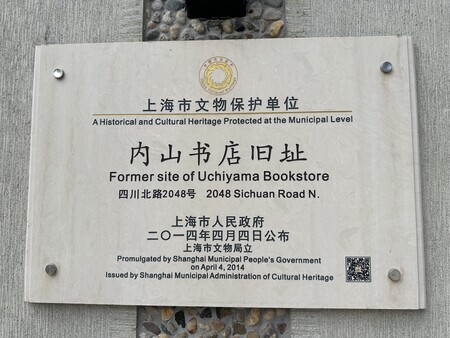 上海市文物保护单位
A Historical and Cultural Heritage Protected at the Municipal Level
内山书店旧址
Former site of Uchiyama Bookstore
四川北路2048号 2048 Sichuan Road N.
上海市人民政府
二〇一四年四月四日公布
上海市文物局立
Promulgated by Shanghai Municipal People's Government
on April 4, 2014
Issued by Shanghai Municipal Administration of Cultural Heritage